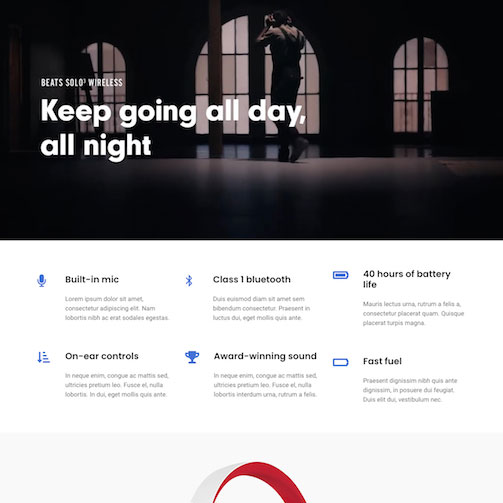 BEATS SOLO³ WIRELESS
Keep going all day,
all night
Built-in mic
Lorem ipsum dolor sit amet,
consectetur adipiscing elit. Nam
lobortis nibh ac erat sodales egestas.
Class 1 bluetooth
Duis euismod diam sit amet sem
bibendum consectetur. Praesent in
luctus dui, eget mollis quis ante.
40 hours of battery
life
Mauris lectus urna, rutrum a felis a,
consectetur placerat quam. Quisque
placerat turpis magna.
On-ear controls
In neque enim, congue ac mattis sed,
ultricies pretium leo. Fusce el, nulla
lobortis. In dui, eget mollis quis ante.
Award-winning sound
In neque enim, congue ac mattis sed,
ultricies pretium leo. Fusce el, nulla
lobortis interdum urna, rutrum a felis.
Fast fuel
Praesent dignissim nibh quis ante
dignissim, in posuere dui feugiat.
Duis elit dui, vestibulum nec.